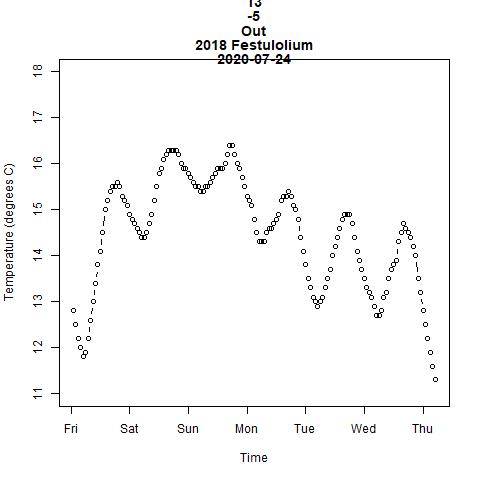 13
-5
Out
2018 Festulolium
2020-07-24
18
17
16
15
14
13
12
11
Temperature (degrees C)
Fri Sat Sun Mon Tue Wed Thu
Time